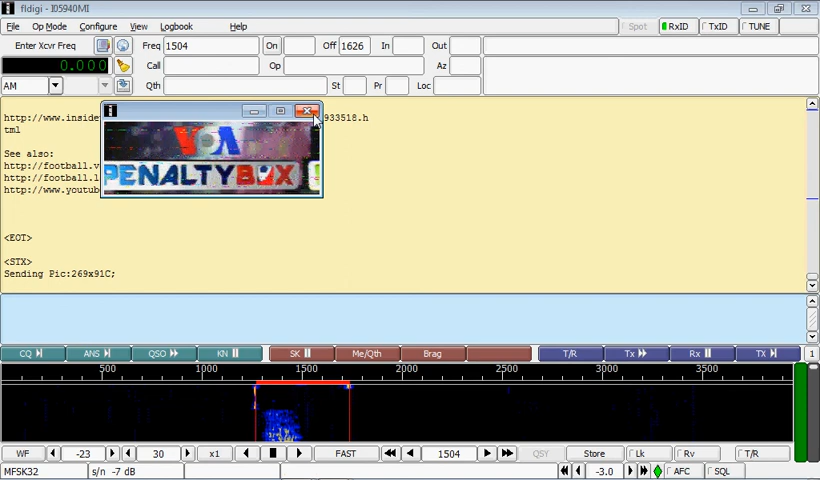 fldigi - I05940MI
File Op Mode Configure View Logbook Help Spot RxID TxID TUNE
Enter Xcvr Freq Freq 1504 On Off 1626 In Out
0.000 Call Op Az
AM Qth St Pr Loc
http://www.inside 933518.h
tml
See also:
http://football.v
http://football.l
http://www.youtub
VOA
PENALTYBOX
<EOT>
<STX>
Sending Pic:269x91C;
CQ ANS QSO KN SK Me/Qth Brag T/R Tx Rx TX 1
500 1000 1500 2000 2500 3000 3500
WF -23 30 x1 FAST 1504 QSY Store Lk Rv T/R
MFSK32 s/n -7 dB -3.0 AFC SQL